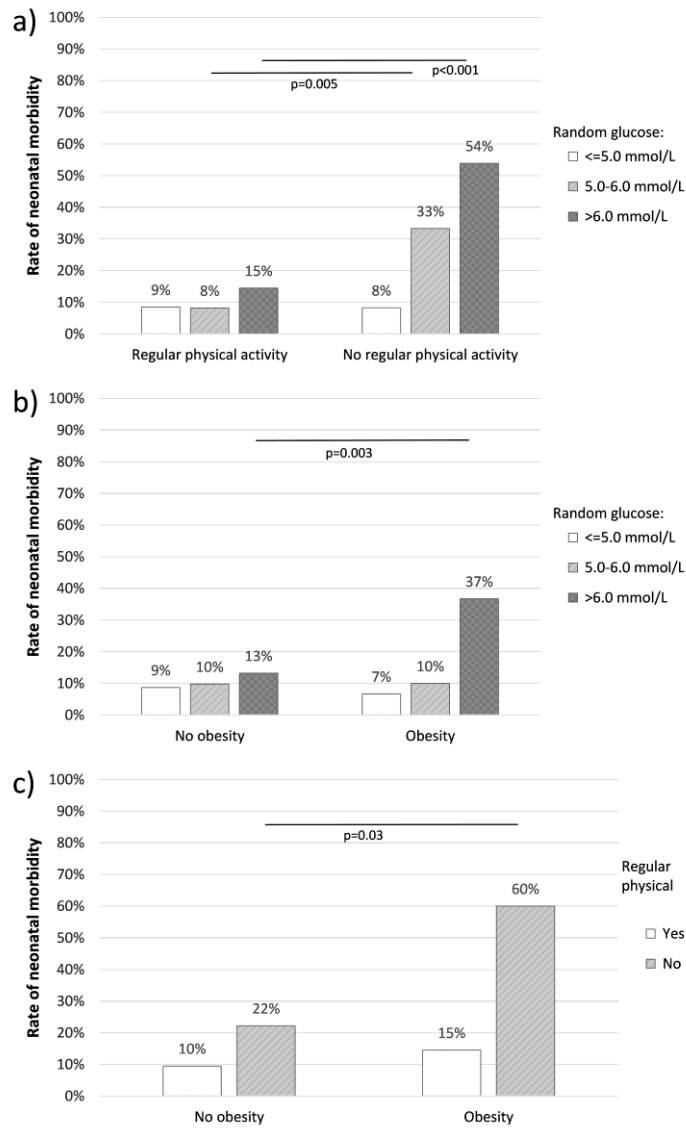 a)
Rate of neonatal morbidity
100%
90%
80%
70%
60%
50%
40%
30%
20%
10%
0%
p<0.001
p=0.005
9%
8%
15%
8%
33%
54%
Regular physical activity
No regular physical activity
Random glucose:
<=5.0 mmol/L
5.0-6.0 mmol/L
>6.0 mmol/L
b)
Rate of neonatal morbidity
100%
90%
80%
70%
60%
50%
40%
30%
20%
10%
0%
p=0.003
9%
10%
13%
7%
10%
37%
No obesity
Obesity
Random glucose:
<=5.0 mmol/L
5.0-6.0 mmol/L
>6.0 mmol/L
c)
Rate of neonatal morbidity
100%
90%
80%
70%
60%
50%
40%
30%
20%
10%
0%
p=0.03
10%
22%
15%
60%
No obesity
Obesity
Regular
physical
Yes
No